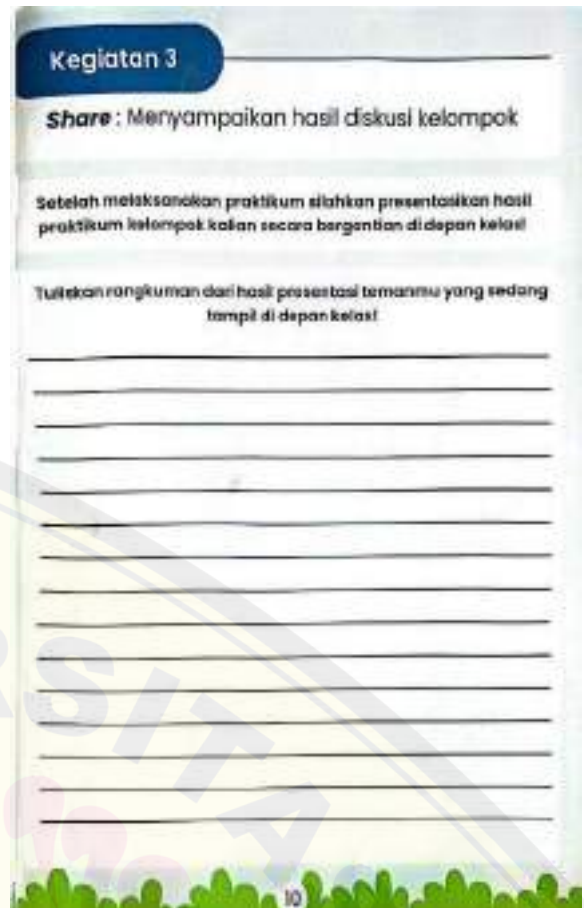 Kegiatan 3
Share : Menyampaikan hasil diskusi kelompok
Setelah melaksanakan praktikum silahkan presentasikan hasil
praktikum kelompok kalian secara bergantian di depan kelas!
Tuliskan rangkuman dari hasil presentasi temanmu yang sedang
tampil di depan kelas!
10